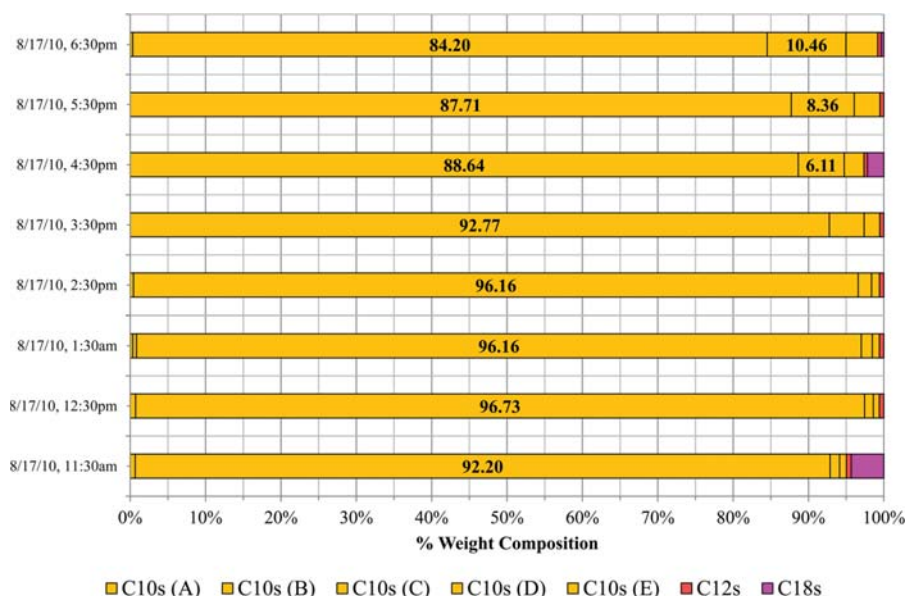 8/17/10, 6:30pm 84.20 10.46
8/17/10, 5:30pm 87.71 8.36
8/17/10, 4:30pm 88.64 6.11
8/17/10, 3:30pm 92.77
8/17/10, 2:30pm 96.16
8/17/10, 1:30am 96.16
8/17/10, 12:30pm 96.73
8/17/10, 11:30am 92.20
0% 10% 20% 30% 40% 50% 60% 70% 80% 90% 100%
% Weight Composition
C10s (A) C10s (B) C10s (C) C10s (D) C10s (E) C12s C18s